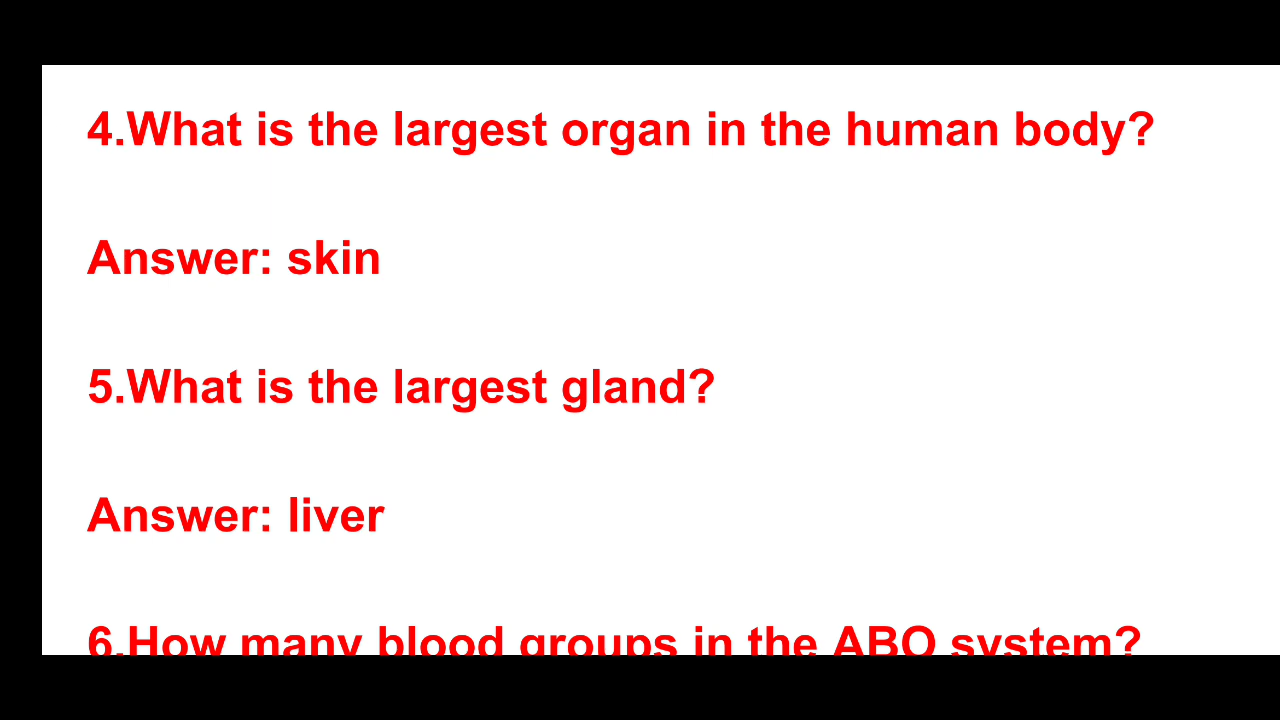 4.What is the largest organ in the human body?
Answer: skin
5.What is the largest gland?
Answer: liver
6.How many blood groups in the ABO system?